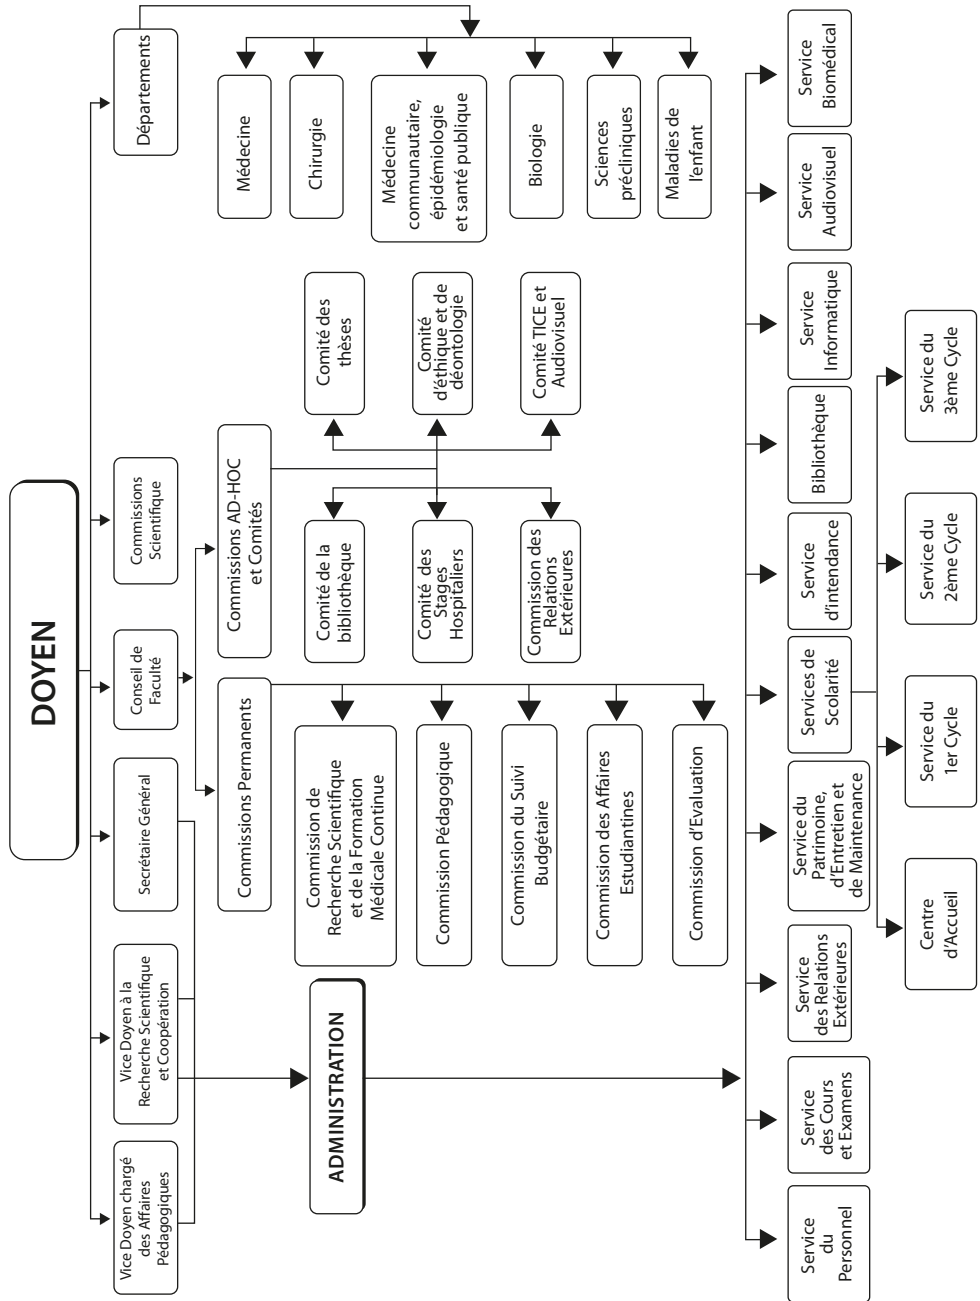 DOYEN
Vice Doyen chargé
des Affaires
Pédagogiques
Vice Doyen à la
Recherche Scientifique
et Coopération
Secrétaire Général
Conseil de
Faculté
Commissions
Scientifique
Départements
ADMINISTRATION
Commissions Permanents
Commission de
Recherche Scientifique
et de la Formation
Médicale Continue
Commission Pédagogique
Commission du Suivi
Budgétaire
Commission des Affaires
Estudiantines
Commission d'Evaluation
Commissions AD-HOC
et Comités
Comité de la
bibliothèque
Comité des
Stages
Hospitaliers
Commission des
Relations
Extérieures
Comité des
thèses
Comité
d'éthique et de
déontologie
Comité TICE et
Audiovisuel
Médecine
Chirurgie
Médecine
communautaire,
épidémiologie
et santé publique
Biologie
Sciences
précliniques
Maladies de
l'enfant
Service
du
Personnel
Service
des Cours
et Examens
Service
des Relations
Extérieures
Service du
Patrimoine,
d'Entretien et
de Maintenance
Services de
Scolarité
Service
d'intendance
Bibliothèque
Service
Informatique
Service
Audiovisuel
Service
Biomédical
Centre
d'Accueil
Service du
1er Cycle
Service du
2ème Cycle
Service du
3ème Cycle